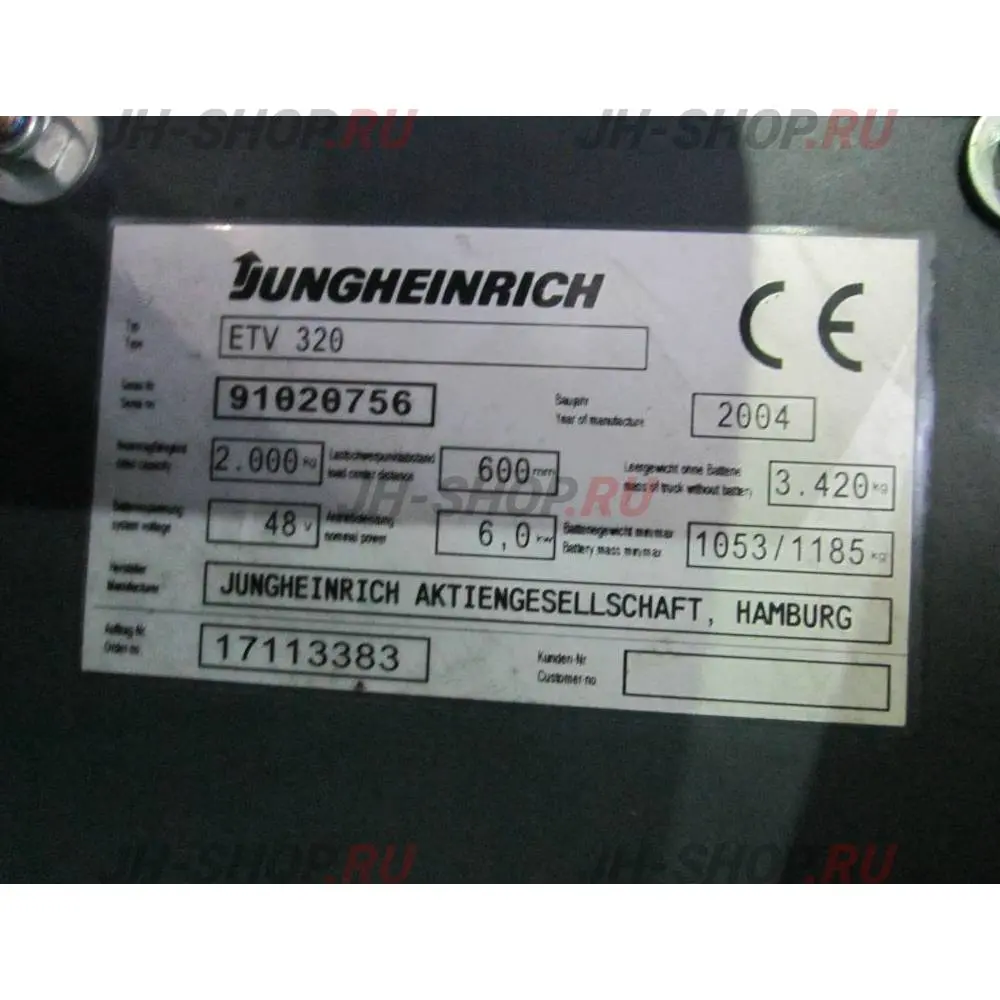 JH-SHOP.RU JH-SHOP.RU
JUNGHEINRICH
CE
Typ
Type
ETV 320
Serien Nr
Serial no
91020756
Baujahr
Year of manufacture
2004
rated capacity
2.000 kg
Lastschwerpunktabstand
load center distance
600 mm
Leergewicht ohne Batterie
mass of truck without battery
3.420 kg
JH-SHOP.RU
Batteriespannung
system voltage
48 V
Antriebsleistung
nominal power
6,0 kW
Batteriegewicht min/max
Battery mass min/max
1053/1185 kg
Hersteller
Manufacturer
JUNGHEINRICH AKTIENGESELLSCHAFT, HAMBURG
Auftrag Nr.
Order no.
17113383
Kunden-Nr
Customer-no
JH-SHOP.RU JH-SHOP.RU